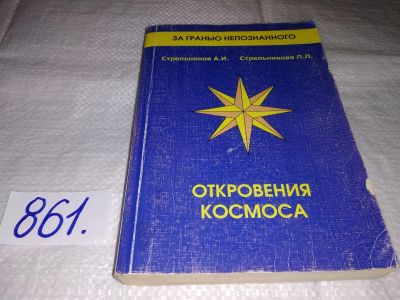 ЗА ГРАНЬЮ НЕПОЗНАННОГО
Стрельников А.И. Стрельникова Л.Л.
ОТКРОВЕНИЯ
КОСМОСА
861.